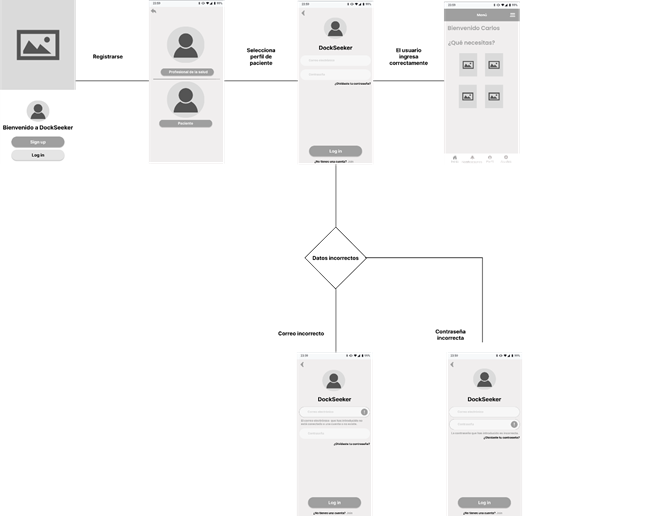 Bienvenido a DockSeeker
Sign up
Log in
Registrarse
Profesional de la salud
Paciente
Selecciona
perfil de
paciente
DockSeeker
¿Olvidaste tu contraseña?
Log in
¿No tienes una cuenta?
El usuario
ingresa
correctamente
Menú
Bienvenido Carlos
¿Qué necesitas?
Datos incorrectos
Correo incorrecto
Contraseña
incorrecta
DockSeeker
¿Olvidaste tu contraseña?
Log in
¿No tienes una cuenta?
DockSeeker
¿Olvidaste tu contraseña?
Log in
¿No tienes una cuenta?